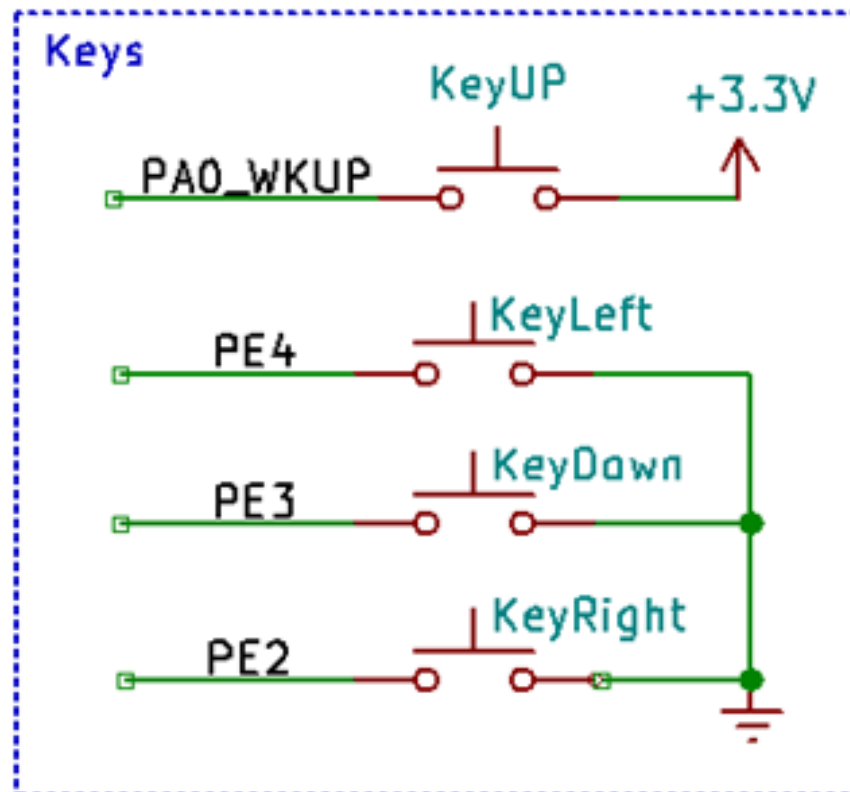 Keys
KeyUP
+3.3V
PA0_WKUP
KeyLeft
PE4
KeyDown
PE3
KeyRight
PE2